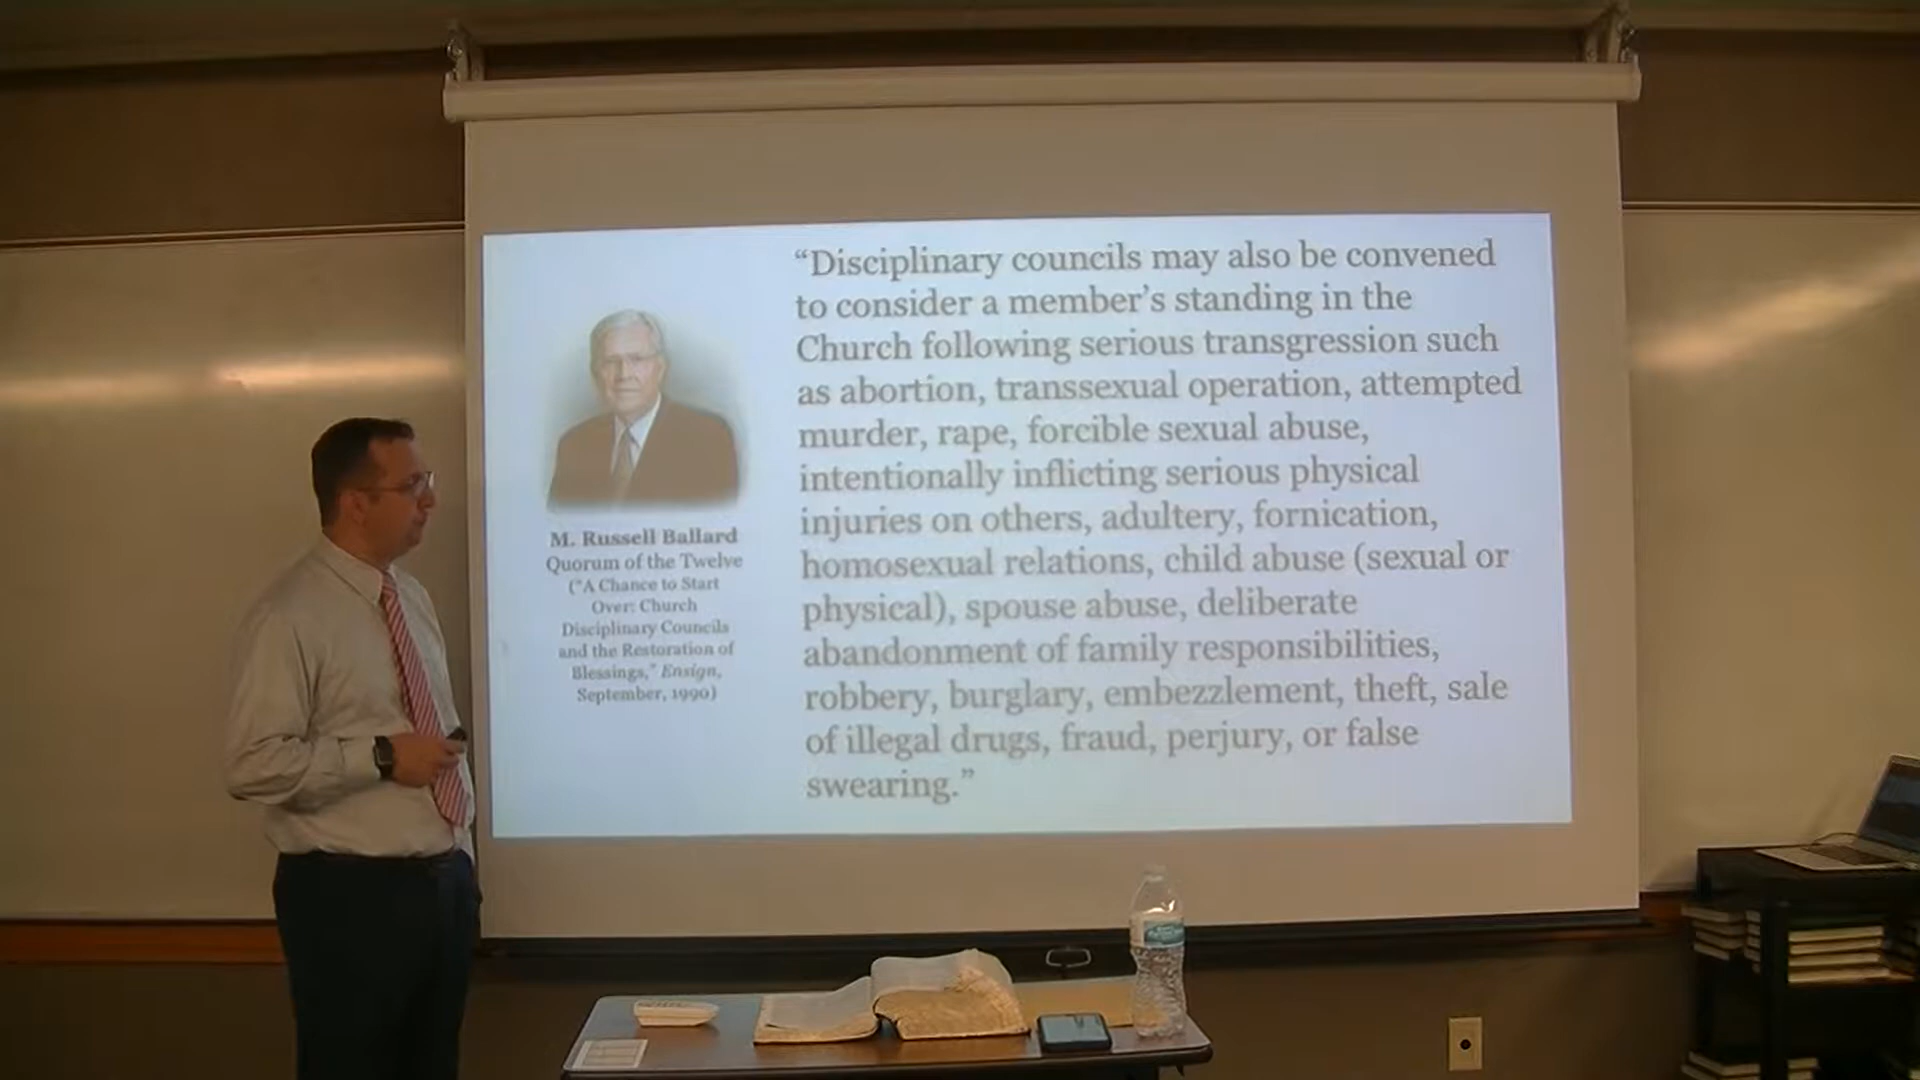 “Disciplinary councils may also be convened
to consider a member’s standing in the
Church following serious transgression such
as abortion, transsexual operation, attempted
murder, rape, forcible sexual abuse,
intentionally inflicting serious physical
injuries on others, adultery, fornication,
homosexual relations, child abuse (sexual or
physical), spouse abuse, deliberate
abandonment of family responsibilities,
robbery, burglary, embezzlement, theft, sale
of illegal drugs, fraud, perjury, or false
swearing.”
M. Russell Ballard
Quorum of the Twelve
(“A Chance to Start
Over: Church
Disciplinary Councils
and the Restoration of
Blessings,” Ensign,
September, 1990)